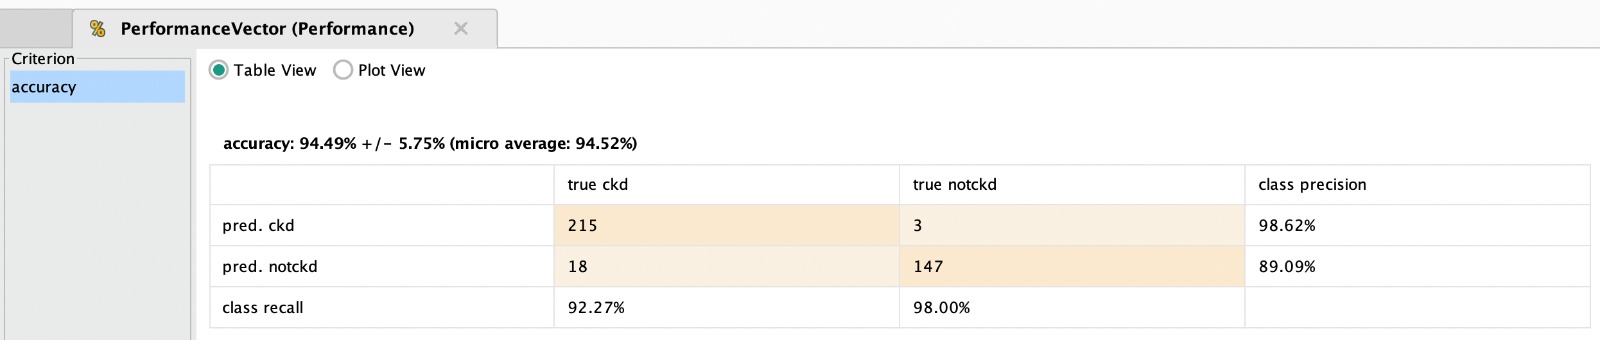 PerformanceVector (Performance)
Criterion
accuracy
Table View Plot View
accuracy: 94.49% +/- 5.75% (micro average: 94.52%)
true ckd true notckd class precision
pred. ckd 215 3 98.62%
pred. notckd 18 147 89.09%
class recall 92.27% 98.00%